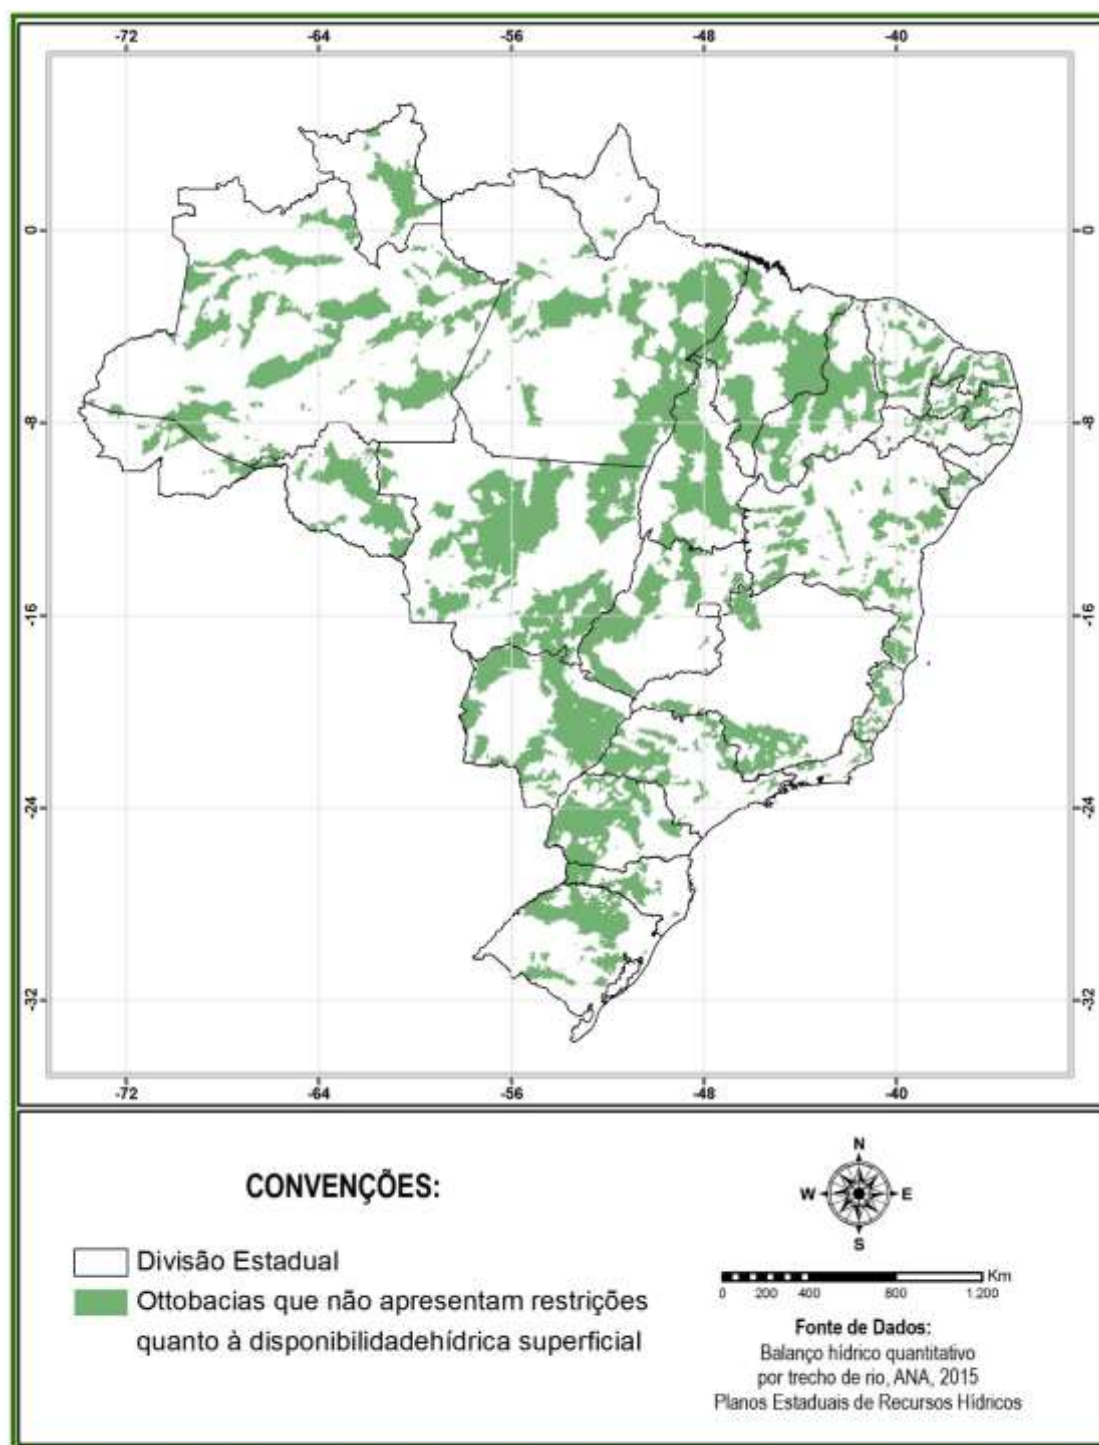 -72 -64 -56 -48 -40
0 0
-8 -8
-16 -16
-24 -24
-32 -32
-72 -64 -56 -48 -40
CONVENÇÕES:
Divisão Estadual
Ottobacias que não apresentam restrições
quanto à disponibilidadehídrica superficial
N
W E
S
Km
0 200 400 800 1.200
Fonte de Dados:
Balanço hídrico quantitativo
por trecho de rio, ANA, 2015
Planos Estaduais de Recursos Hídricos